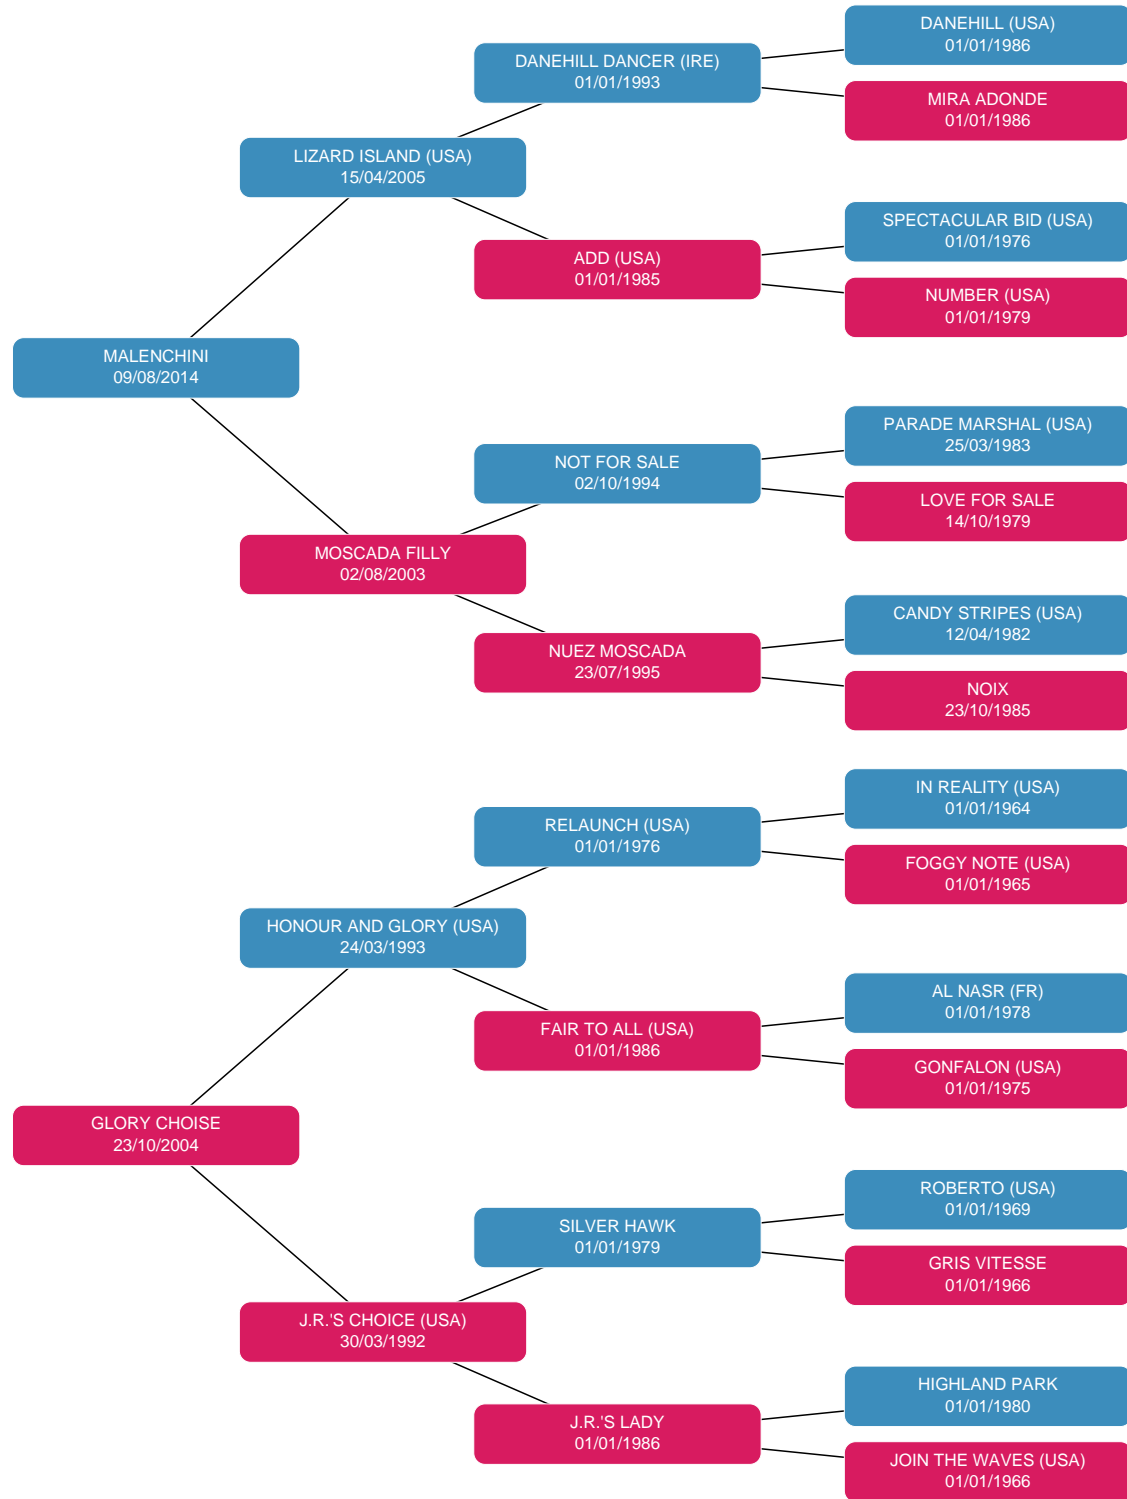 DANEHILL (USA)
01/01/1986
DANEHILL DANCER (IRE)
01/01/1993
MIRA ADONDE
01/01/1986
LIZARD ISLAND (USA)
15/04/2005
SPECTACULAR BID (USA)
01/01/1976
ADD (USA)
01/01/1985
NUMBER (USA)
01/01/1979
MALENCHINI
09/08/2014
PARADE MARSHAL (USA)
25/03/1983
NOT FOR SALE
02/10/1994
LOVE FOR SALE
14/10/1979
MOSCADA FILLY
02/08/2003
CANDY STRIPES (USA)
12/04/1982
NUEZ MOSCADA
23/07/1995
NOIX
23/10/1985
IN REALITY (USA)
01/01/1964
RELAUNCH (USA)
01/01/1976
FOGGY NOTE (USA)
01/01/1965
HONOUR AND GLORY (USA)
24/03/1993
AL NASR (FR)
01/01/1978
FAIR TO ALL (USA)
01/01/1986
GONFALON (USA)
01/01/1975
GLORY CHOISE
23/10/2004
ROBERTO (USA)
01/01/1969
SILVER HAWK
01/01/1979
GRIS VITESSE
01/01/1966
J.R.'S CHOICE (USA)
30/03/1992
HIGHLAND PARK
01/01/1980
J.R.'S LADY
01/01/1986
JOIN THE WAVES (USA)
01/01/1966